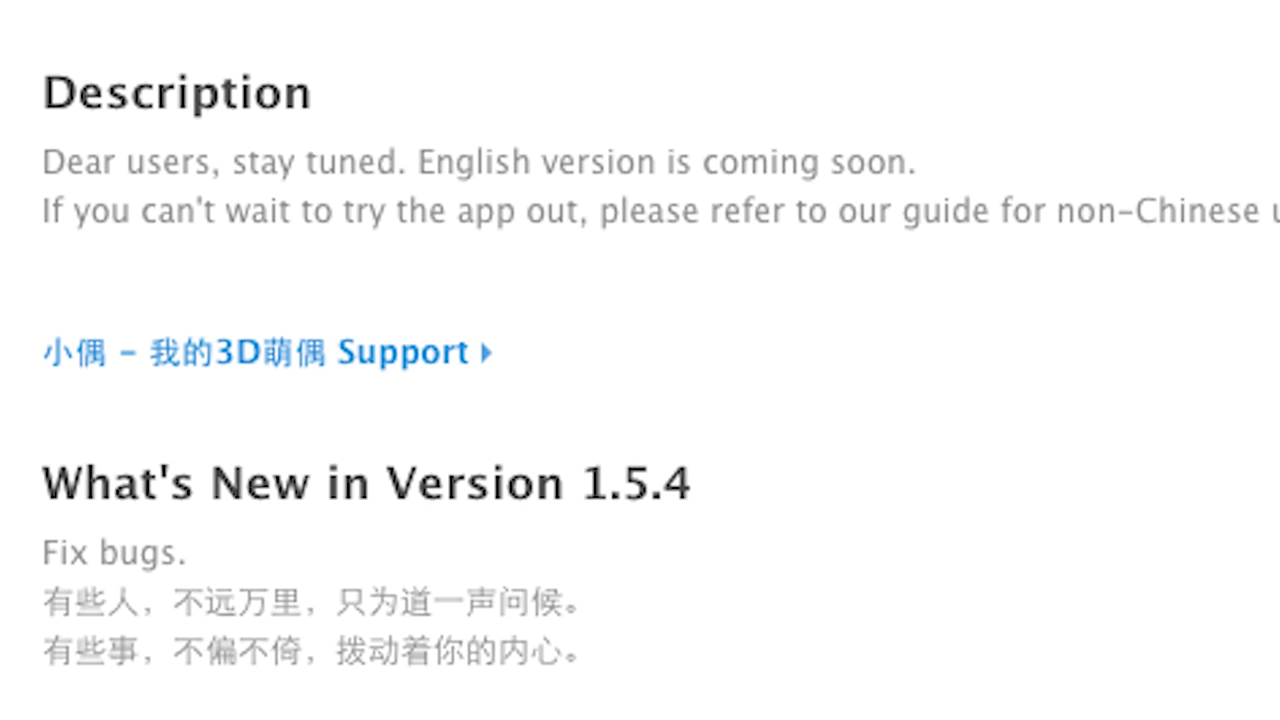 Description
Dear users, stay tuned. English version is coming soon.
If you can't wait to try the app out, please refer to our guide for non-Chinese
小偶 - 我的3D萌偶 Support
What's New in Version 1.5.4
Fix bugs.
有些人，不远万里，只为道一声问候。
有些事，不偏不倚，拨动着你的内心。